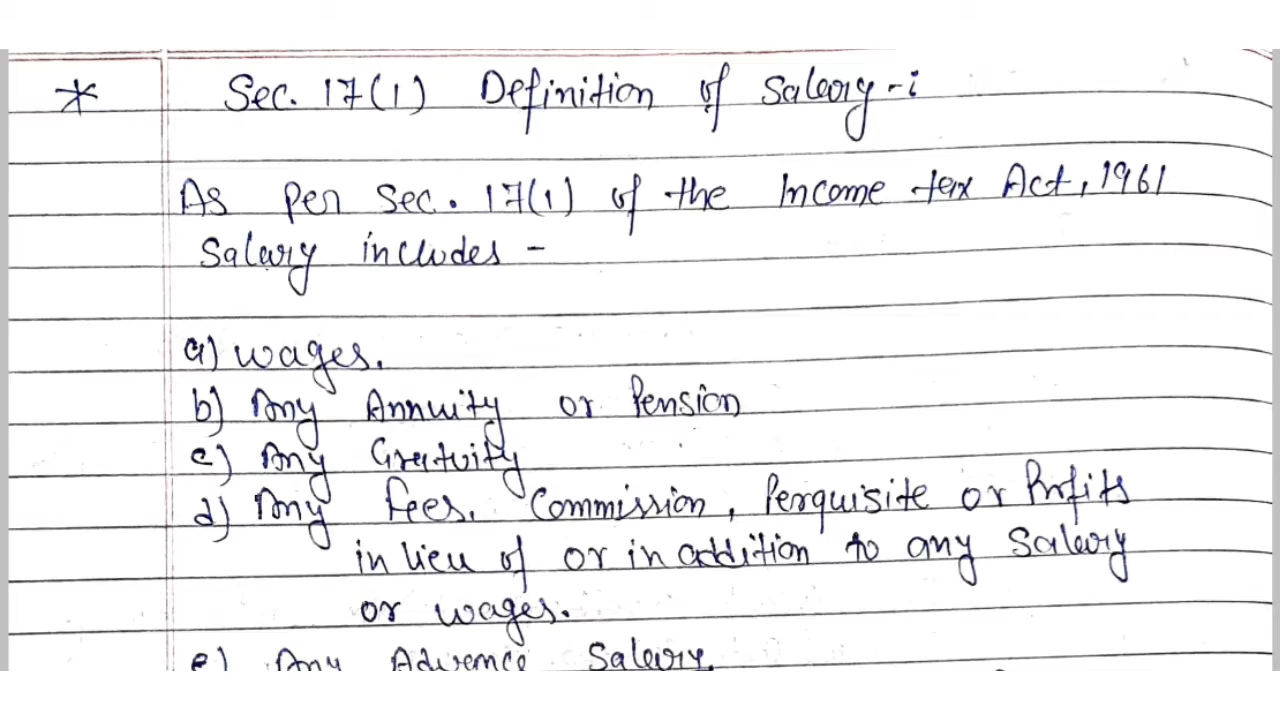 * Sec. 17(1) Definition of Salary -:
As per Sec. 17(1) of the Income tax Act, 1961
Salary includes -
a) wages.
b) Any Annuity or Pension
c) Any Gratuity
d) Any fees, Commission, Perquisite or Profits
in lieu of or in addition to any Salary
or wages.
e) Any Advance Salary.